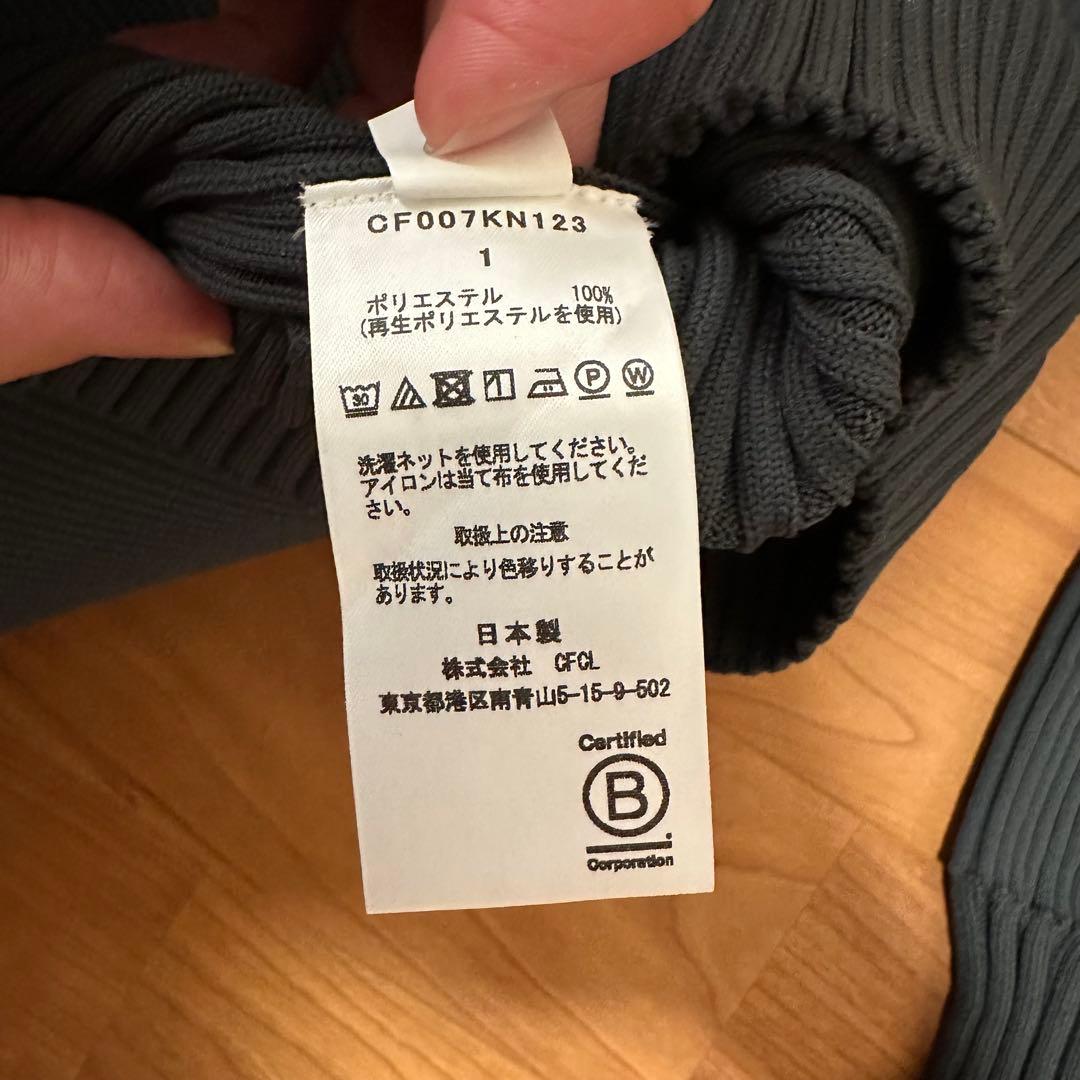 CF007KN123
1
ポリエステル 100%
(再生ポリエステルを使用)
30
P W
洗濯ネットを使用してください。
アイロンは当て布を使用してくだ
さい。
取扱上の注意
取扱状況により色移りすることが
あります。
日本製
株式会社 CFCL
東京都港区南青山5-15-9-502
Certified
B
Corporation